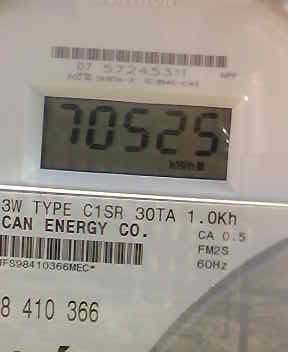 07 57245311
70525
3W TYPE C1SR 30TA 1.0Kh
CAN ENERGY CO.
CA 0.5
FM2S
60Hz
8 410 366